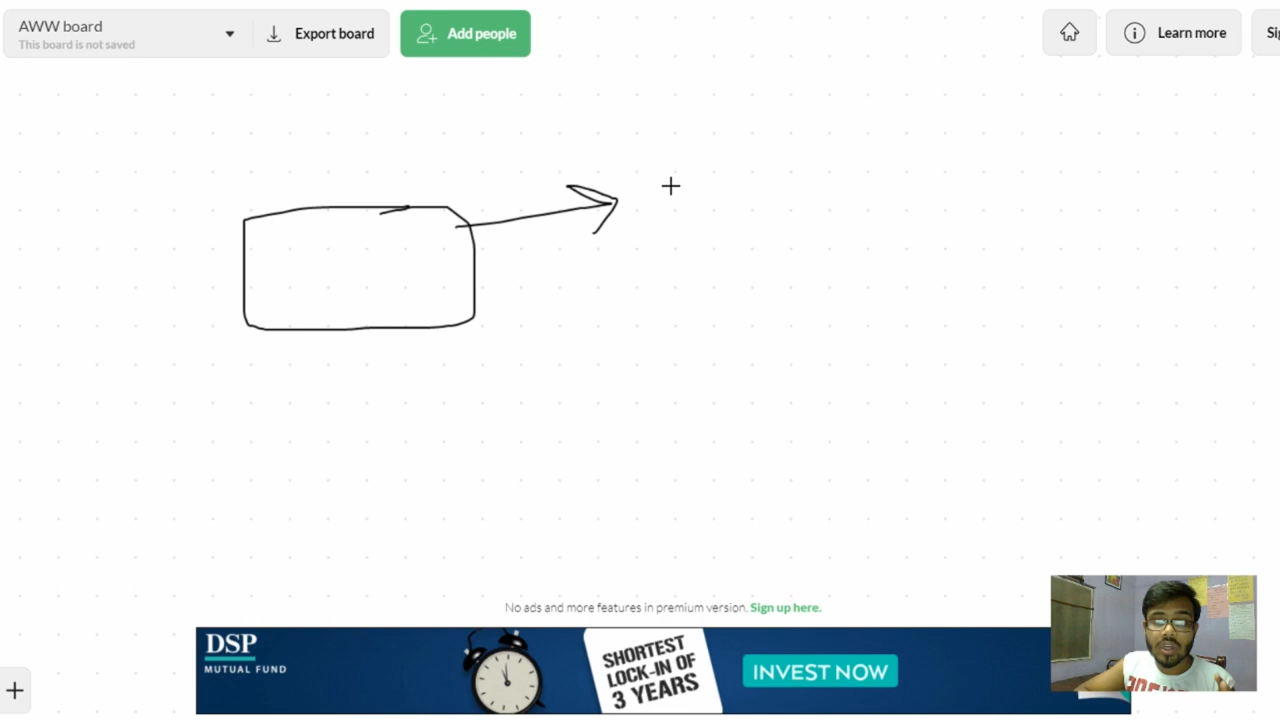 AWW board
This board is not saved
Export board
Add people
Learn more
Sig
No ads and more features in premium version. Sign up here.
DSP
MUTUAL FUND
SHORTEST
LOCK-IN OF
3 YEARS
INVEST NOW